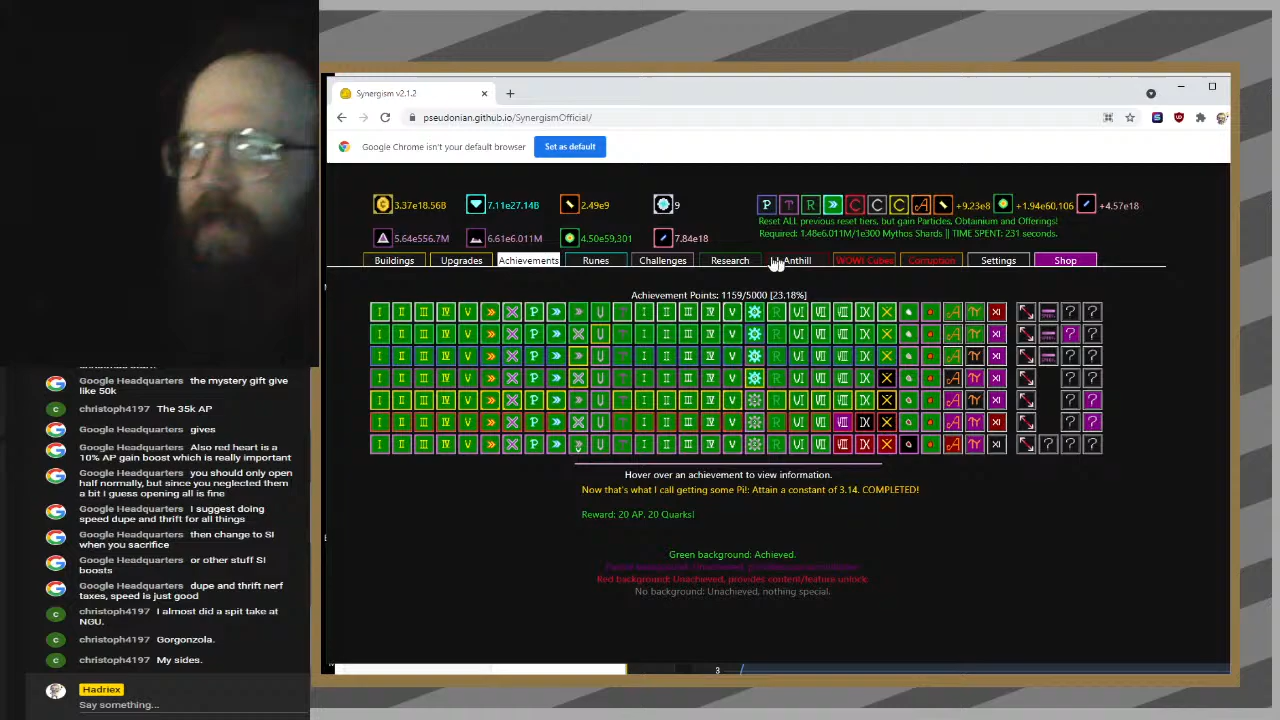 Synergism v2.1.2
pseudonian.github.io/SynergismOfficial/
Google Chrome isn't your default browser
Set as default
3.37e18.56B
7.11e27.14B
2.49e9
9
+9.23e8
+1.94e60,106
+4.57e18
Reset ALL previous reset tiers, but gain Particles, Obtainium and Offerings!
Required: 1.48e6.011M/1e300 Mythos Shards || TIME SPENT: 231 seconds.
5.64e556.7M
6.61e6.011M
4.50e59,301
7.84e18
Buildings
Upgrades
Achievements
Runes
Challenges
Research
Anthill
WOW! Cubes
Corruption
Settings
Shop
Achievement Points: 1159/5000 [23.18%]
Hover over an achievement to view information.
Now that's what I call getting some Pi!: Attain a constant of 3.14. COMPLETED!
Reward: 20 AP, 20 Quarks!
Green background: Achieved.
Red background: Unachieved, provides content/feature unlock.
No background: Unachieved, nothing special.
3
Google Headquarters the mystery gift give
like 50k
christoph4197 The 35k AP
Google Headquarters gives
Google Headquarters Also red heart is a
10% AP gain boost which is really important
Google Headquarters you should only open
half normally, but since you neglected them
a bit I guess opening all is fine
Google Headquarters I suggest doing
speed dupe and thrift for all things
Google Headquarters then change to SI
when you sacrifice
Google Headquarters or other stuff SI
boosts
Google Headquarters dupe and thrift nerf
taxes, speed is just good
christoph4197 I almost did a spit take at
NGU.
christoph4197 Gorgonzola.
christoph4197 My sides.
Hadriex
Say something...